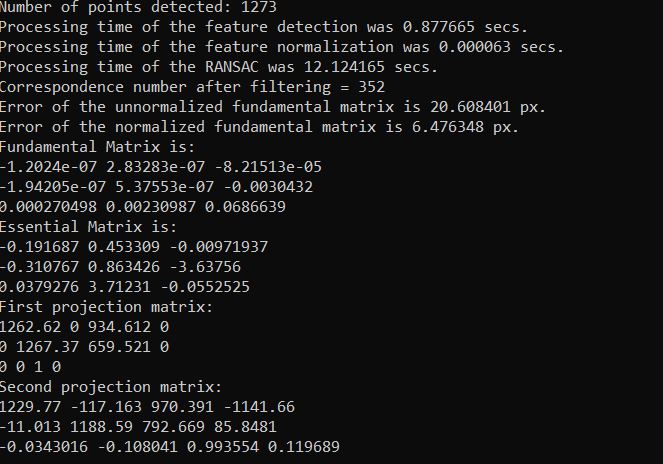 Number of points detected: 1273
Processing time of the feature detection was 0.877665 secs.
Processing time of the feature normalization was 0.000063 secs.
Processing time of the RANSAC was 12.124165 secs.
Correspondence number after filtering = 352
Error of the unnormalized fundamental matrix is 20.608401 px.
Error of the normalized fundamental matrix is 6.476348 px.
Fundamental Matrix is:
-1.2024e-07 2.83283e-07 -8.21513e-05
-1.94205e-07 5.37553e-07 -0.0030432
0.000270498 0.00230987 0.0686639
Essential Matrix is:
-0.191687 0.453309 -0.00971937
-0.310767 0.863426 -3.63756
0.0379276 3.71231 -0.0552525
First projection matrix:
1262.62 0 934.612 0
0 1267.37 659.521 0
0 0 1 0
Second projection matrix:
1229.77 -117.163 970.391 -1141.66
-11.013 1188.59 792.669 85.8481
-0.0343016 -0.108041 0.993554 0.119689